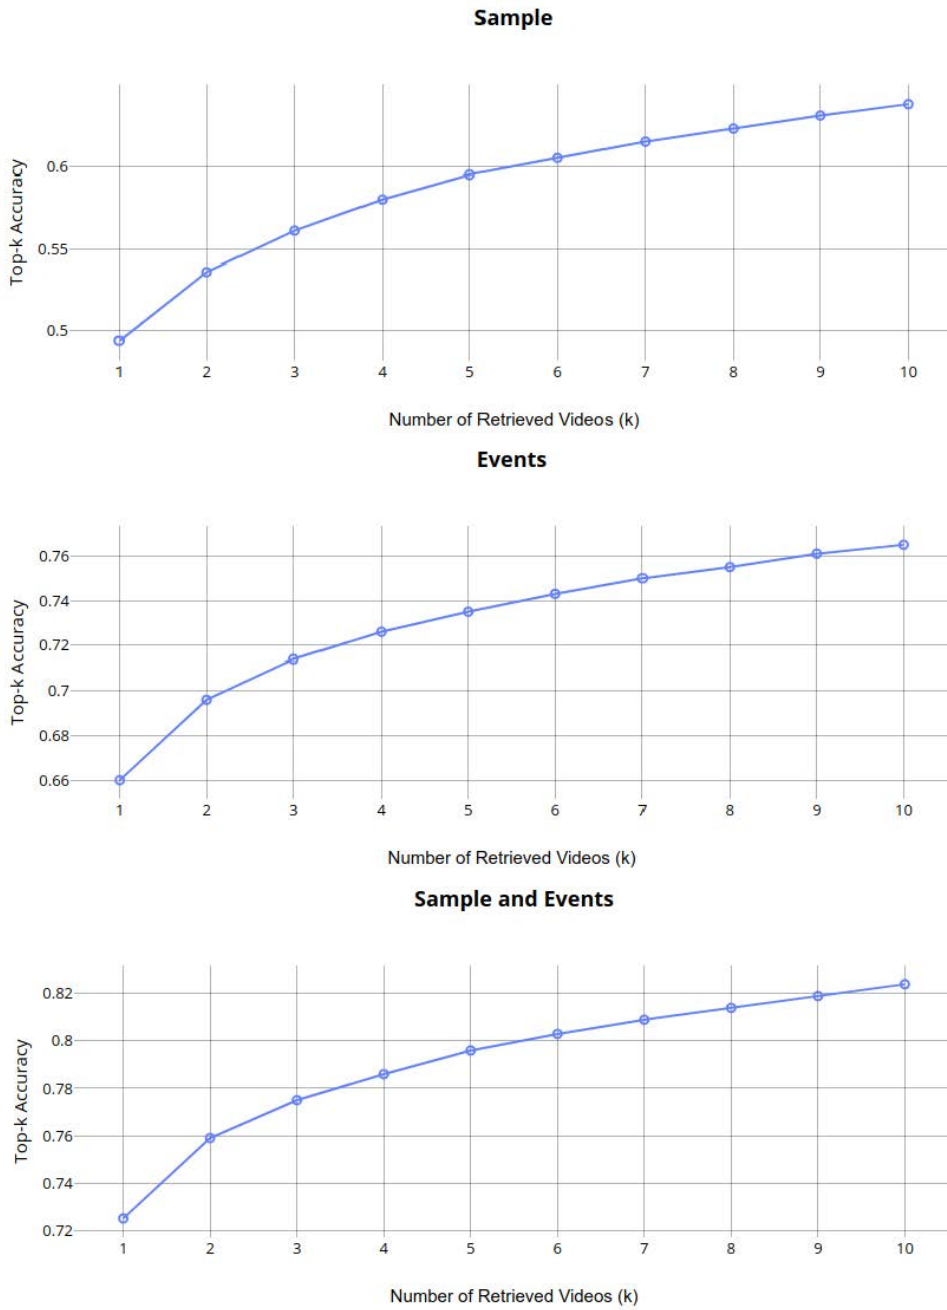 Sample
Top-k Accuracy
0.6
0.55
0.5
1 2 3 4 5 6 7 8 9 10
Number of Retrieved Videos (k)
Events
Top-k Accuracy
0.76
0.74
0.72
0.7
0.68
0.66
1 2 3 4 5 6 7 8 9 10
Number of Retrieved Videos (k)
Sample and Events
Top-k Accuracy
0.82
0.8
0.78
0.76
0.74
0.72
1 2 3 4 5 6 7 8 9 10
Number of Retrieved Videos (k)